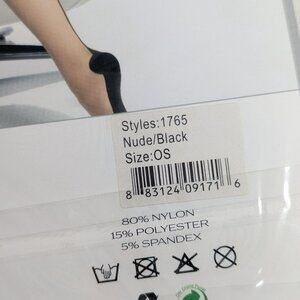 Styles:1765
Nude/Black
Size:OS
8 83124 09171 6
80% NYLON
15% POLYESTER
5% SPANDEX